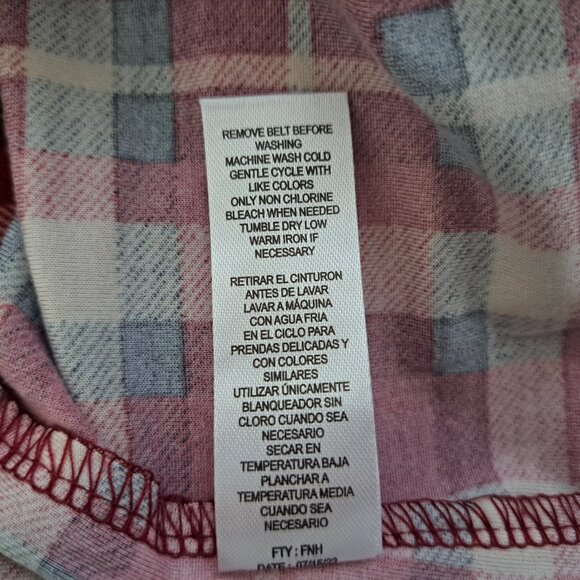 REMOVE BELT BEFORE
WASHING
MACHINE WASH COLD
GENTLE CYCLE WITH
LIKE COLORS
ONLY NON CHLORINE
BLEACH WHEN NEEDED
TUMBLE DRY LOW
WARM IRON IF
NECESSARY
RETIRAR EL CINTURON
ANTES DE LAVAR
LAVAR A MÁQUINA
CON AGUA FRIA
EN EL CICLO PARA
PRENDAS DELICADAS Y
CON COLORES
SIMILARES
UTILIZAR ÚNICAMENTE
BLANQUEADOR SIN
CLORO CUANDO SEA
NECESARIO
SECAR EN
TEMPERATURA BAJA
PLANCHAR A
TEMPERATURA MEDIA
CUANDO SEA
NECESARIO
FTY : FNH
DATE :